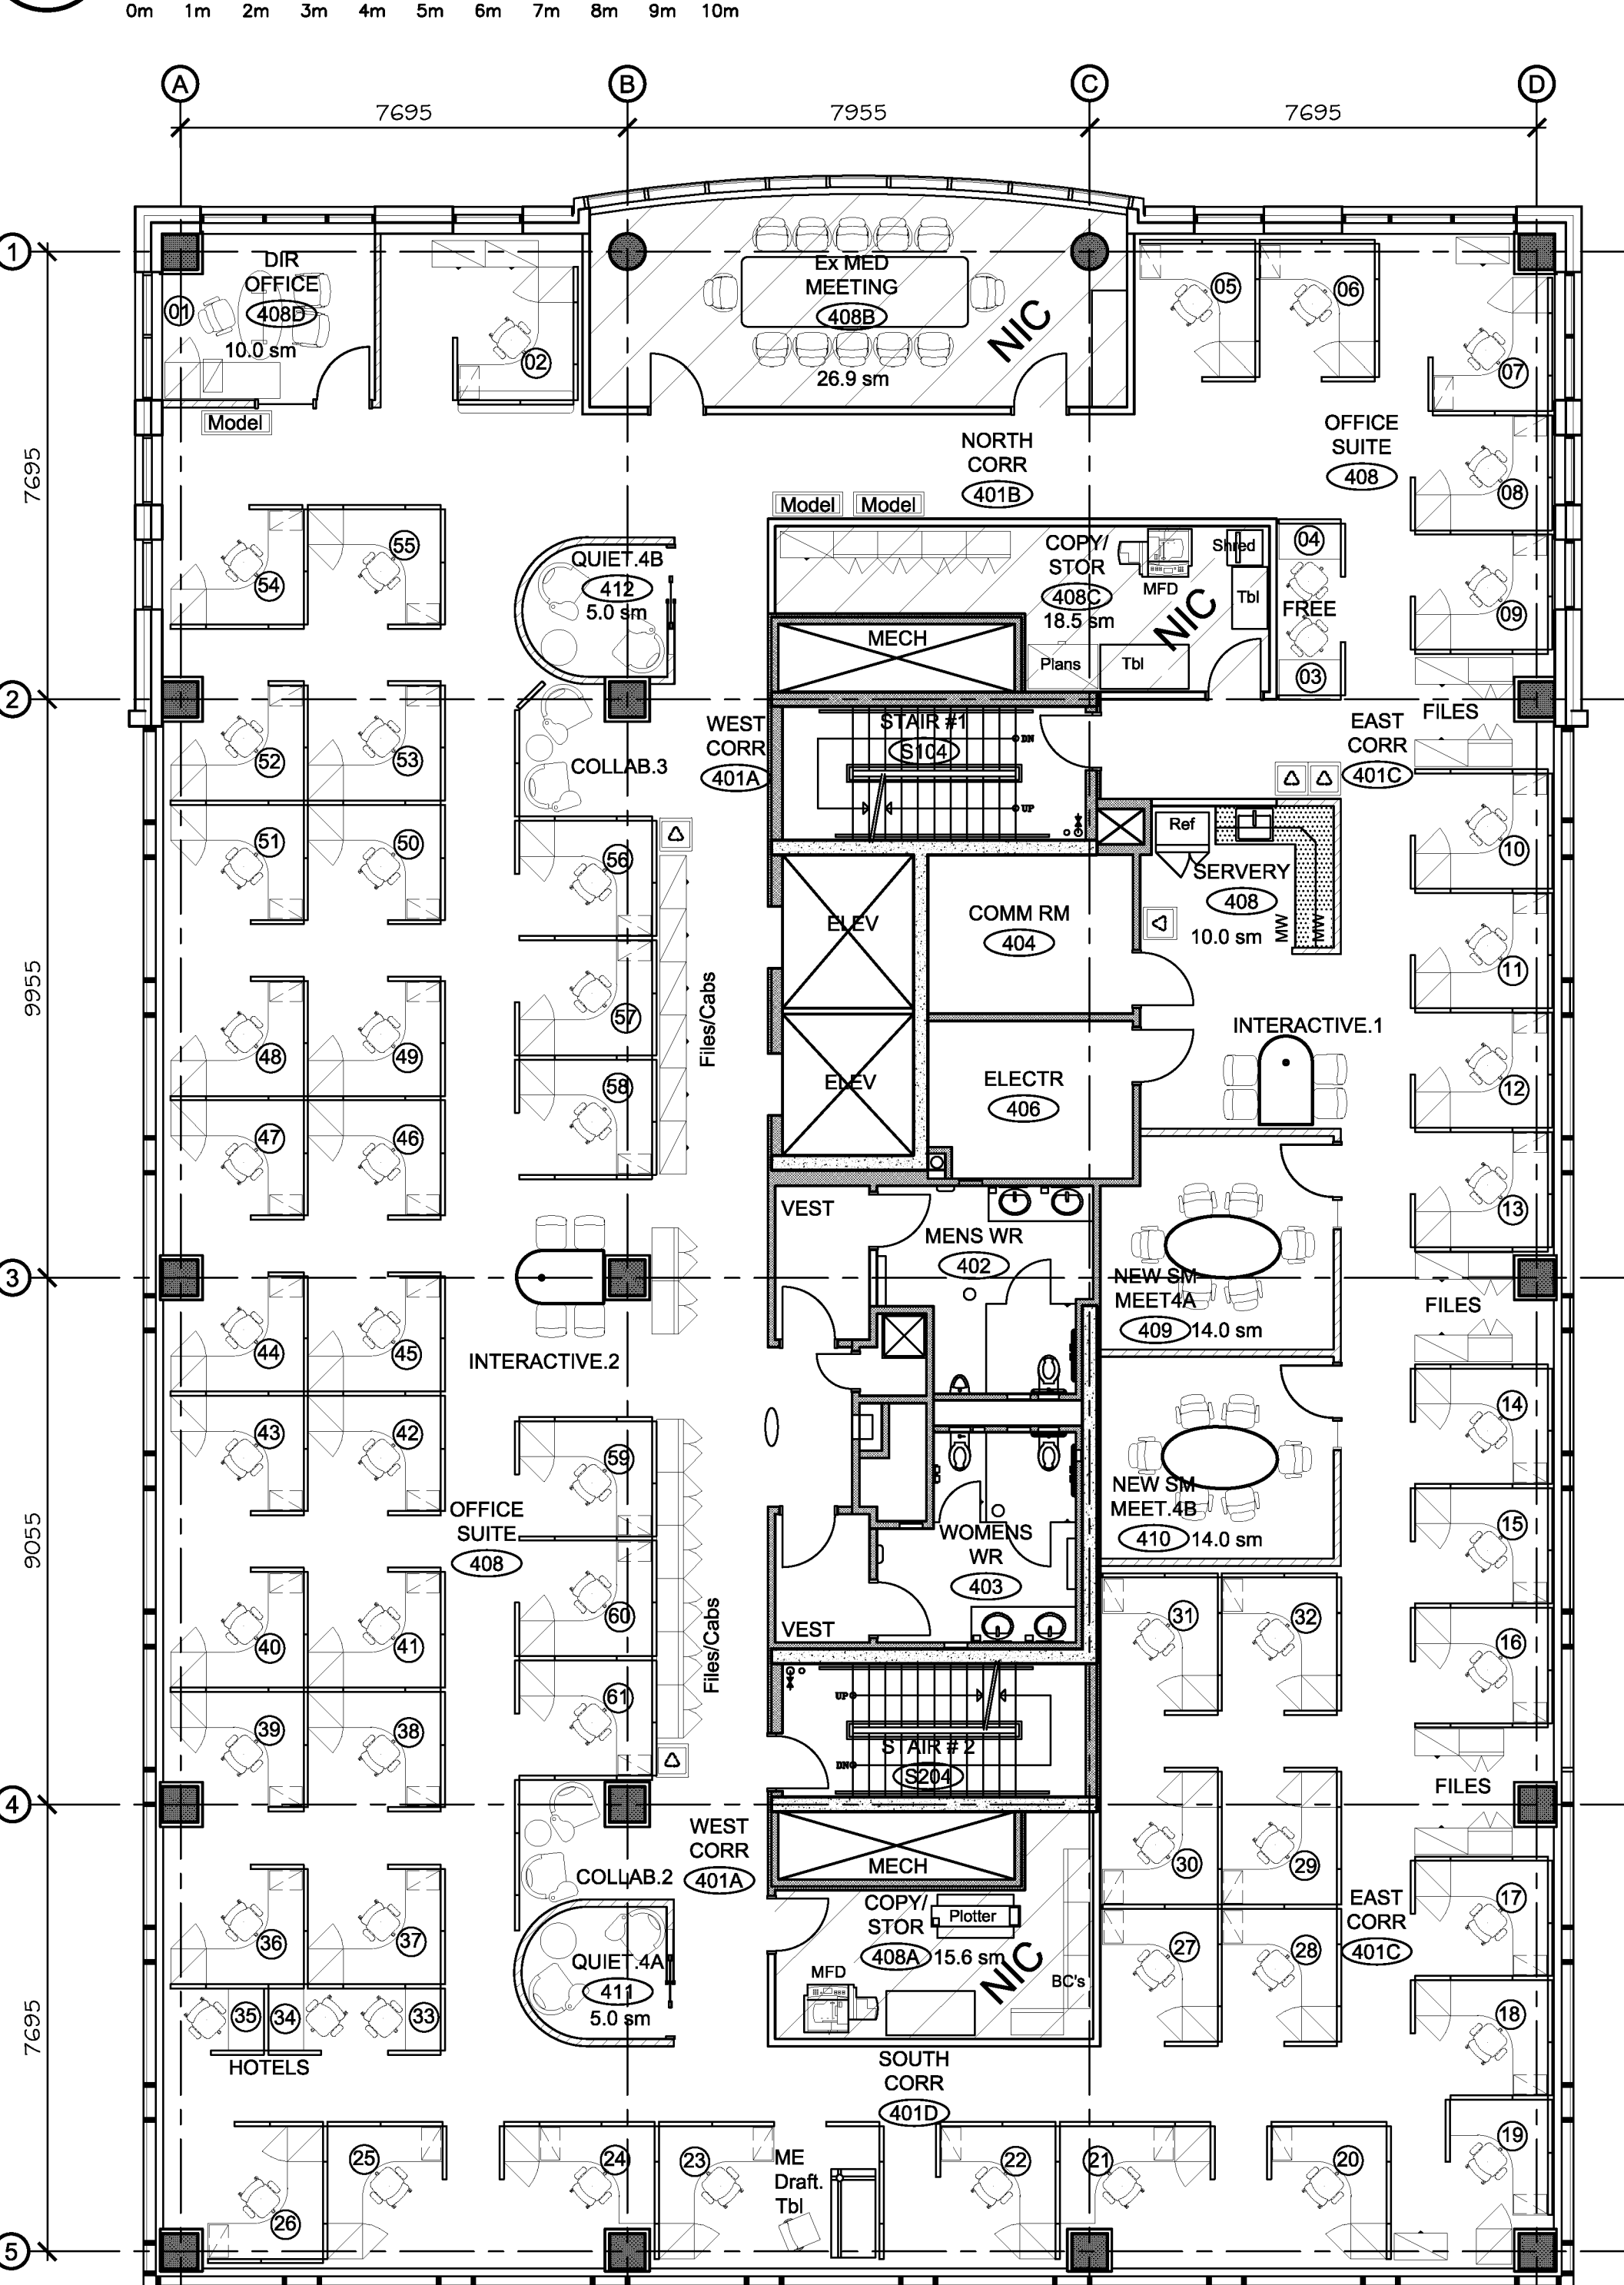 0m 1m 2m 3m 4m 5m 6m 7m 8m 9m 10m
A B C D
7695 7955 7695
1
DIR
OFFICE
408D
01
10.0 sm
Model
02
Ex MED
MEETING
408B
26.9 sm
NIC
05
06
07
OFFICE
SUITE
408
NORTH
CORR
401B
Model Model
7695
08
09
54
55
QUIET.4B
412
5.0 sm
COPY/
STOR
408C
18.5 sm
MFD
Shred
Tbl
NIC
Plans
Tbl
MECH
04
FREE
03
FILES
2
52
53
COLLAB.3
WEST
CORR
401A
STAIR #1
S104
DN
UP
EAST
CORR
401C
51
50
56
Ref
SERVERY
408
10.0 sm
MW
MW
10
ELEV
COMM RM
404
11
9955
57
Files/Cabs
48
49
58
ELEV
ELECTR
406
INTERACTIVE.1
12
47
46
VEST
MENS WR
402
13
3
NEW SM
MEET4A
409 14.0 sm
FILES
44
45
INTERACTIVE.2
43
42
59
14
OFFICE
SUITE
408
NEW SM
MEET.4B
410 14.0 sm
15
9055
WOMENS
WR
403
60
40
41
Files/Cabs
VEST
31
32
16
61
39
38
UP
STAIR # 2
S204
DN
FILES
4
WEST
CORR
401A
COLLAB.2
MECH
30
29
36
37
COPY/
STOR
408A 15.6 sm
Plotter
NIC
MFD
BC's
EAST
CORR
401C
17
27
28
QUIET.4A
411
5.0 sm
35
34
33
HOTELS
7695
18
SOUTH
CORR
401D
19
26
25
24
23
ME
Draft.
Tbl
22
21
20
5